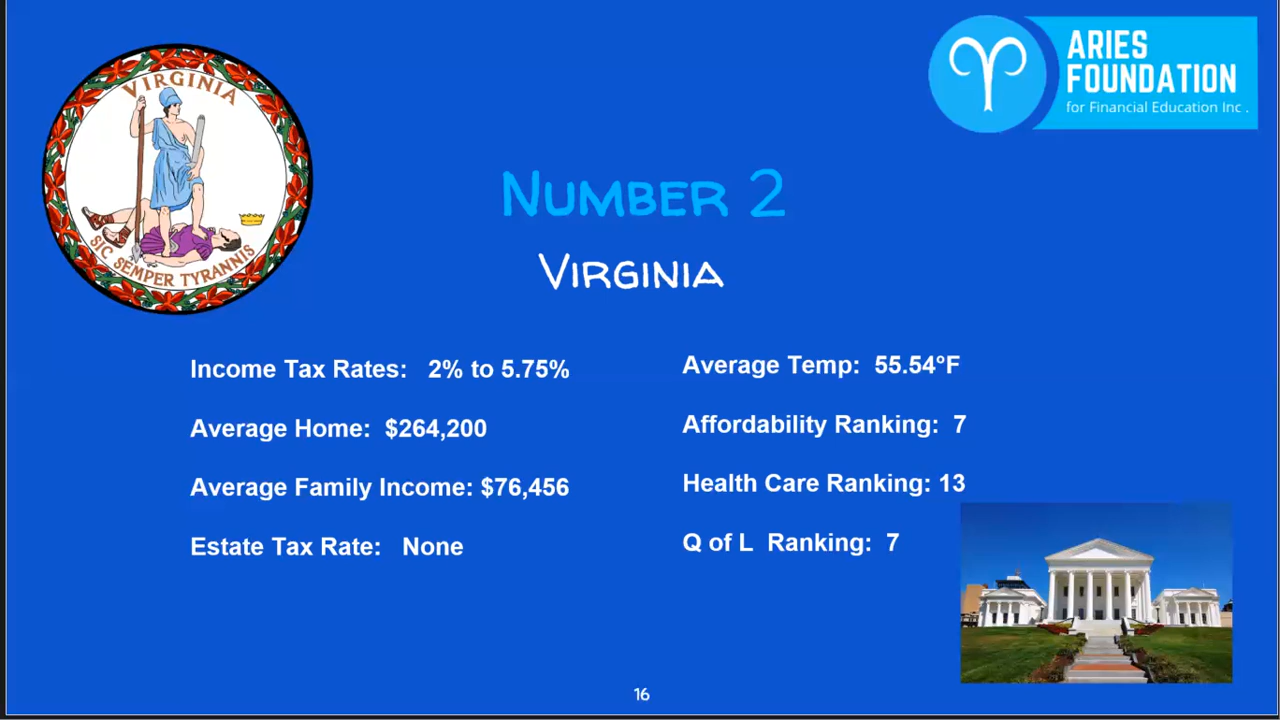 VIRGINIA
SIC SEMPER TYRANNIS
ARIES
FOUNDATION
for Financial Education Inc .
NUMBER 2
VIRGINIA
Income Tax Rates: 2% to 5.75%
Average Home: $264,200
Average Family Income: $76,456
Estate Tax Rate: None
Average Temp: 55.54°F
Affordability Ranking: 7
Health Care Ranking: 13
Q of L Ranking: 7
16